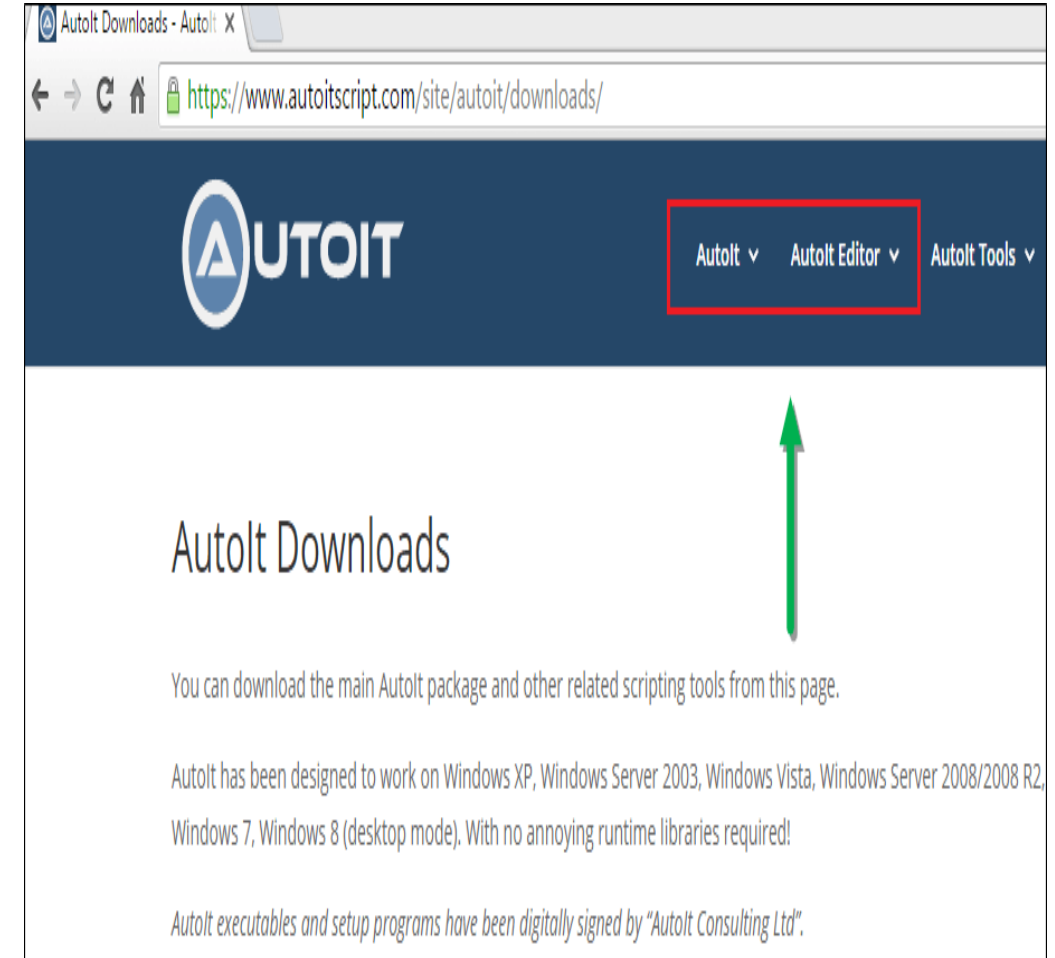 AutoIt Downloads - AutoIt
https://www.autoitscript.com/site/autoit/downloads/
AUTOIT
AutoIt AutoIt Editor AutoIt Tools
AutoIt Downloads
You can download the main AutoIt package and other related scripting tools from this page.
AutoIt has been designed to work on Windows XP, Windows Server 2003, Windows Vista, Windows Server 2008/2008 R2,
Windows 7, Windows 8 (desktop mode). With no annoying runtime libraries required!
AutoIt executables and setup programs have been digitally signed by “AutoIt Consulting Ltd”.